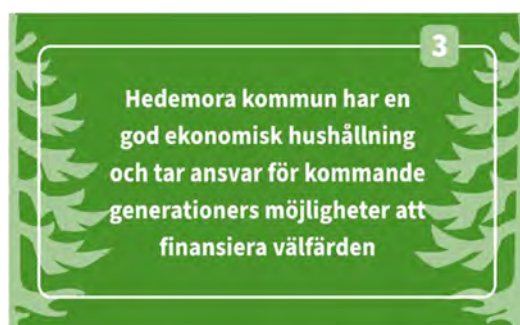 3
Hedemora kommun har en
god ekonomisk hushållning
och tar ansvar för kommande
generationers möjligheter att
finansiera välfärden